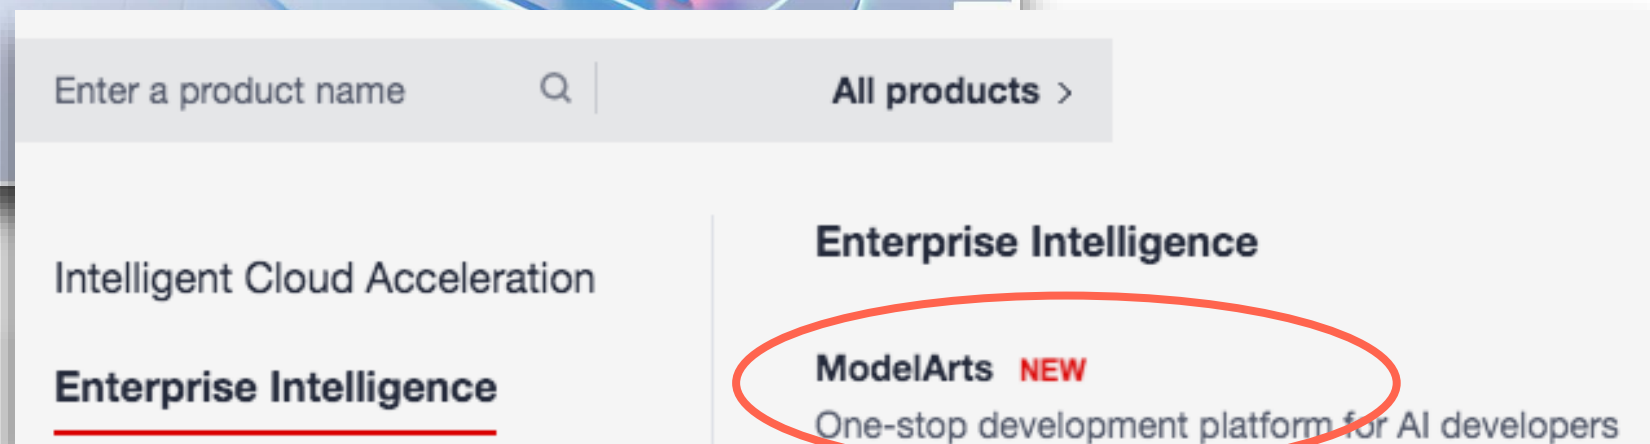 Enter a product name
All products >
Intelligent Cloud Acceleration
Enterprise Intelligence
Enterprise Intelligence
ModelArts NEW
One-stop development platform for AI developers